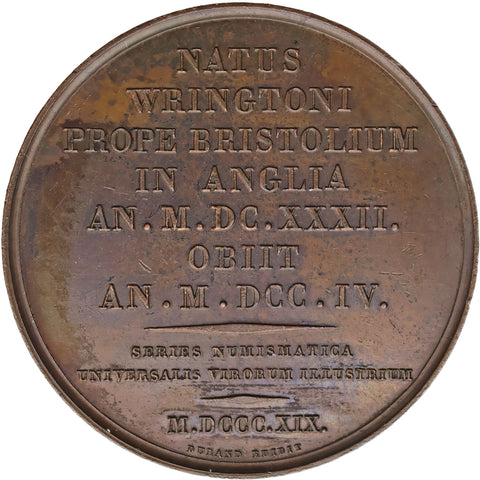 NATUS
WRINGTONI
PROPE BRISTOLIUM
IN ANGLIA
AN. M. DC. XXXII.
OBIIT
AN. M. DCC. IV.
SERIES NUMISMATICA
UNIVERSALIS VIRORUM ILLUSTRIUM
M.DCCC.XIX.
DURAND EDIDIT